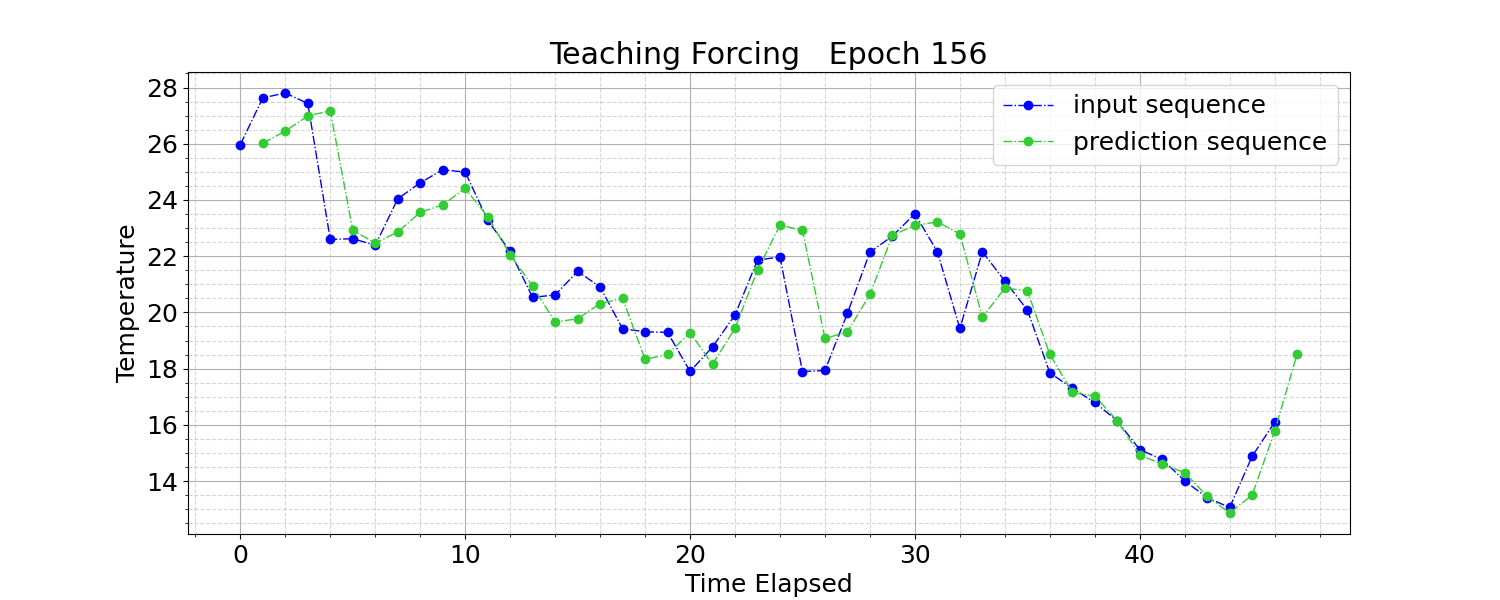 Teaching Forcing   Epoch 156
input sequence
prediction sequence
28
26
24
22
20
18
16
14
Temperature
0 10 20 30 40
Time Elapsed